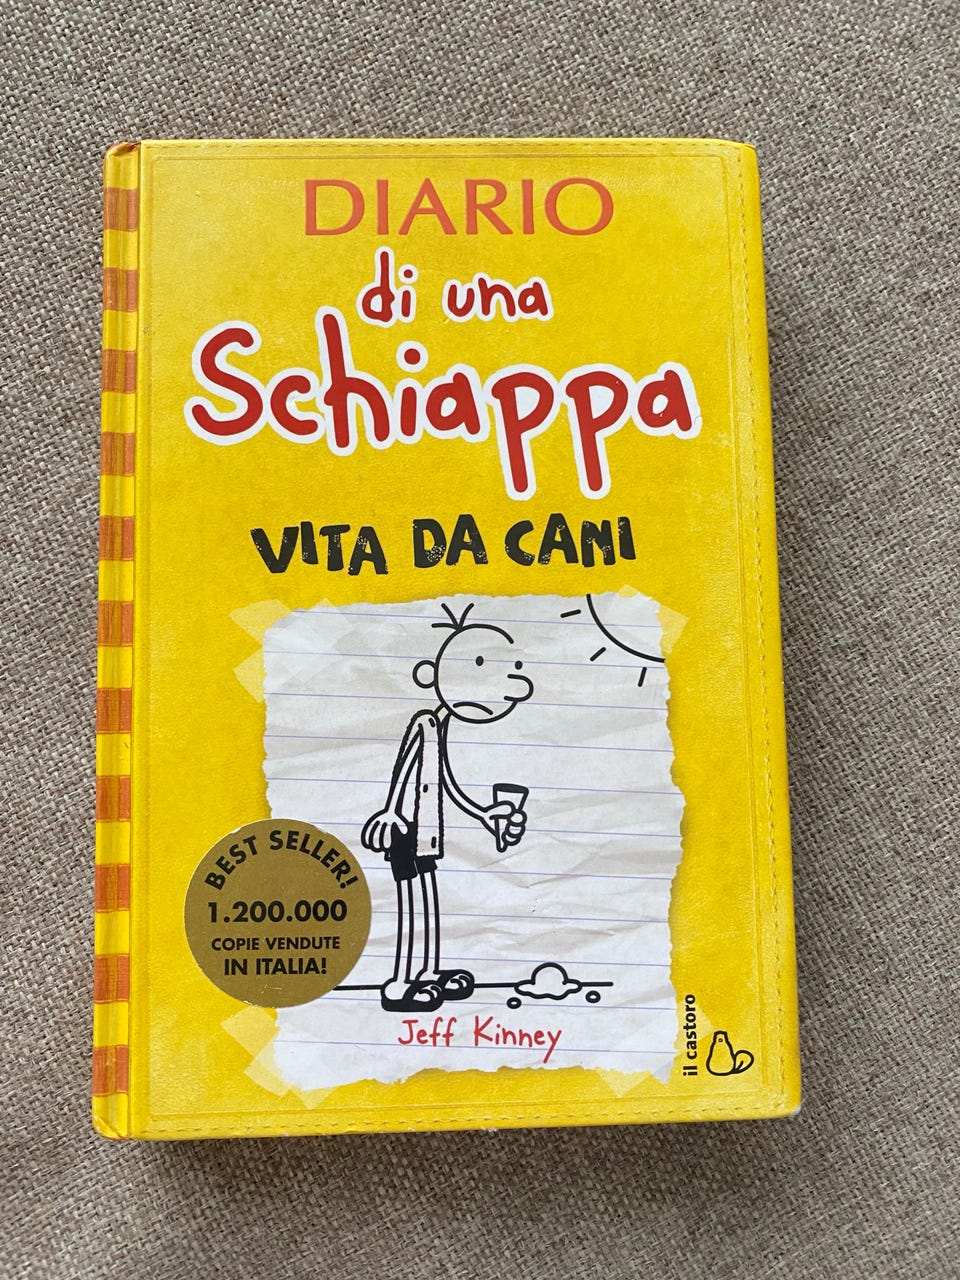 DIARIO
di una
Schiappa
VITA DA CANI
BEST SELLER!
1.200.000
COPIE VENDUTE
IN ITALIA!
Jeff Kinney
il castoro